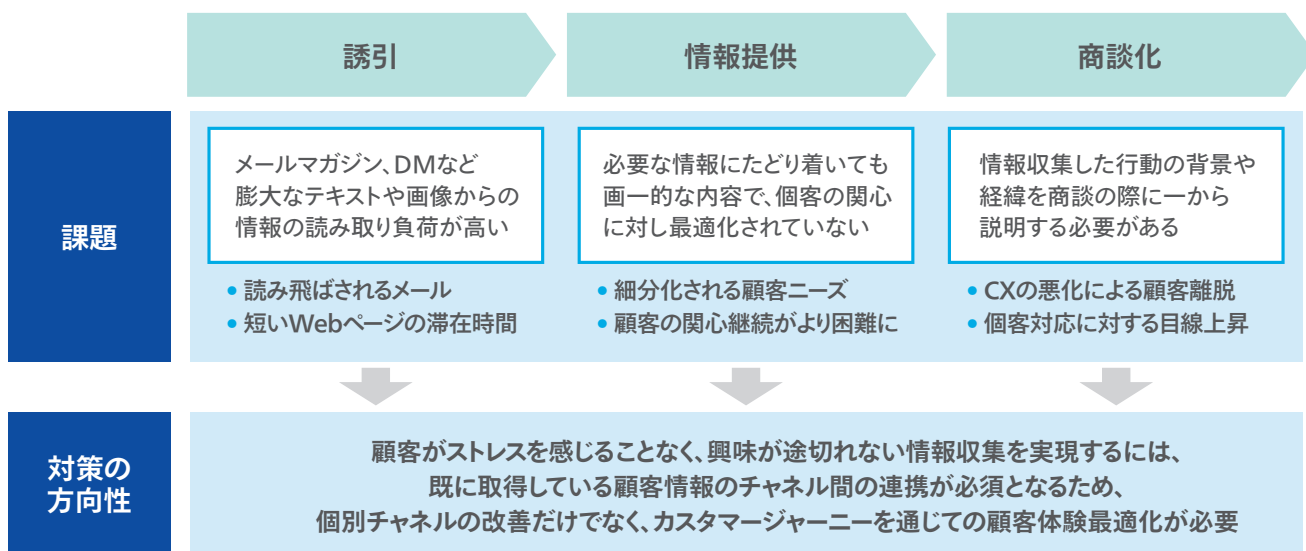 誘引
情報提供
商談化
課題
メールマガジン、DMなど
膨大なテキストや画像からの
情報の読み取り負荷が高い
• 読み飛ばされるメール
• 短いWebページの滞在時間
必要な情報にたどり着いても
画一的な内容で、個客の関心
に対し最適化されていない
• 細分化される顧客ニーズ
• 顧客の関心継続がより困難に
情報収集した行動の背景や
経緯を商談の際に一から
説明する必要がある
• CXの悪化による顧客離脱
• 個客対応に対する目線上昇
対策の
方向性
顧客がストレスを感じることなく、興味が途切れない情報収集を実現するには、
既に取得している顧客情報のチャネル間の連携が必須となるため、
個別チャネルの改善だけでなく、カスタマージャーニーを通じての顧客体験最適化が必要